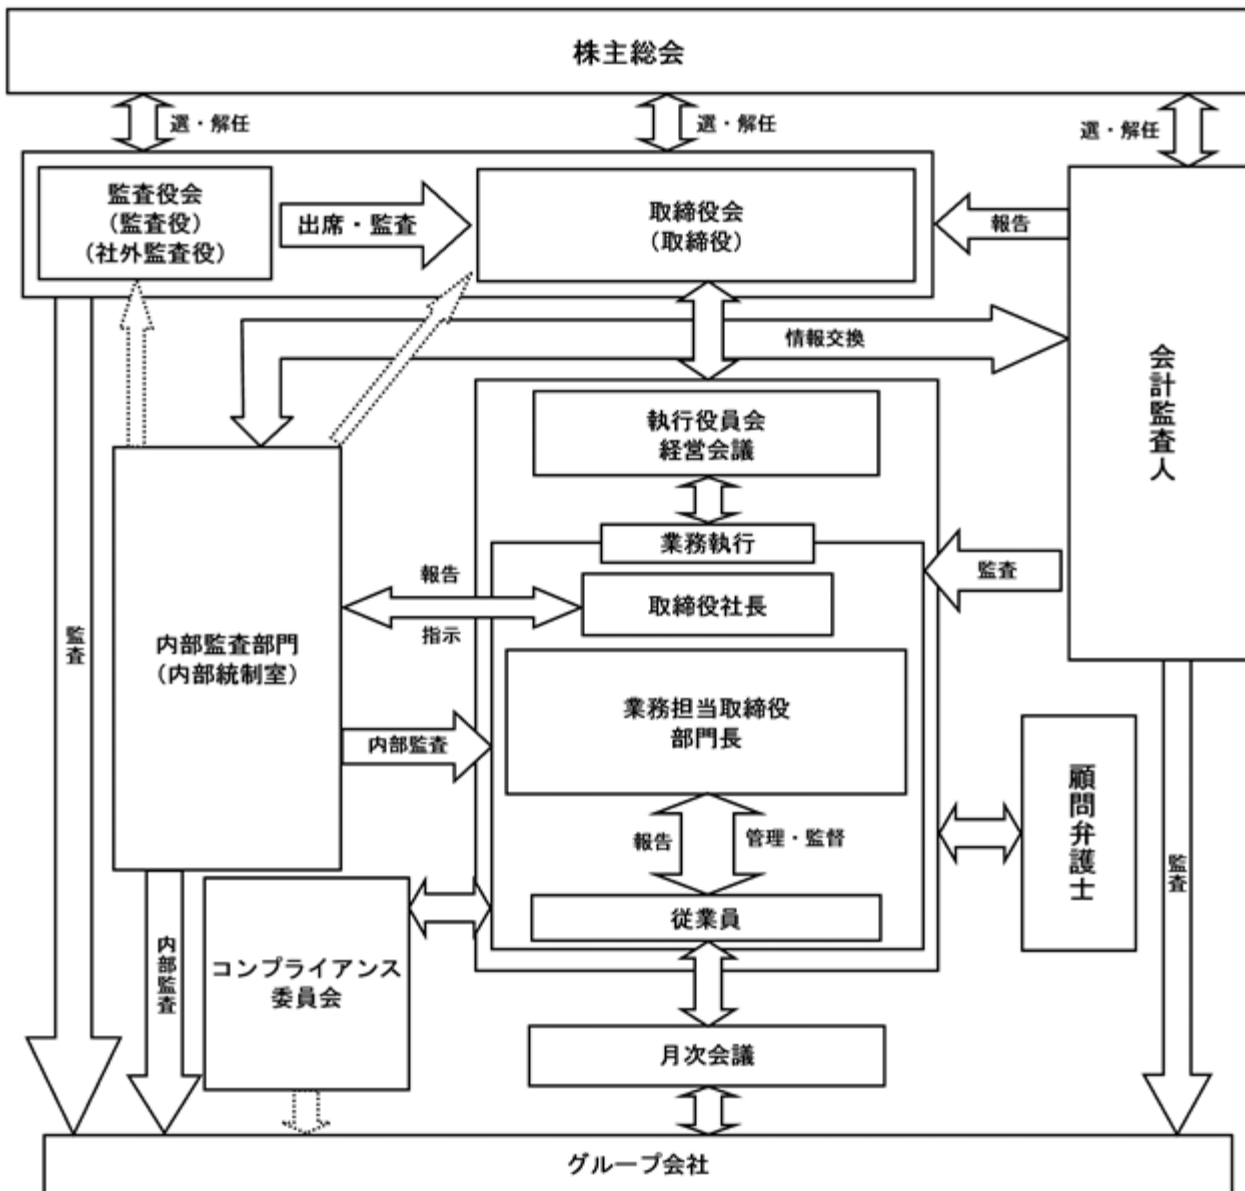 株主総会
選・解任
選・解任
選・解任
監査役会
(監査役)
(社外監査役)
出席・監査
取締役会
(取締役)
報告
情報交換
会計監査人
執行役員会
経営会議
業務執行
監査
報告
取締役社長
指示
監査
内部監査部門
(内部統制室)
業務担当取締役
部門長
内部監査
顧問弁護士
報告
管理・監督
監査
従業員
内部監査
コンプライアンス
委員会
月次会議
グループ会社